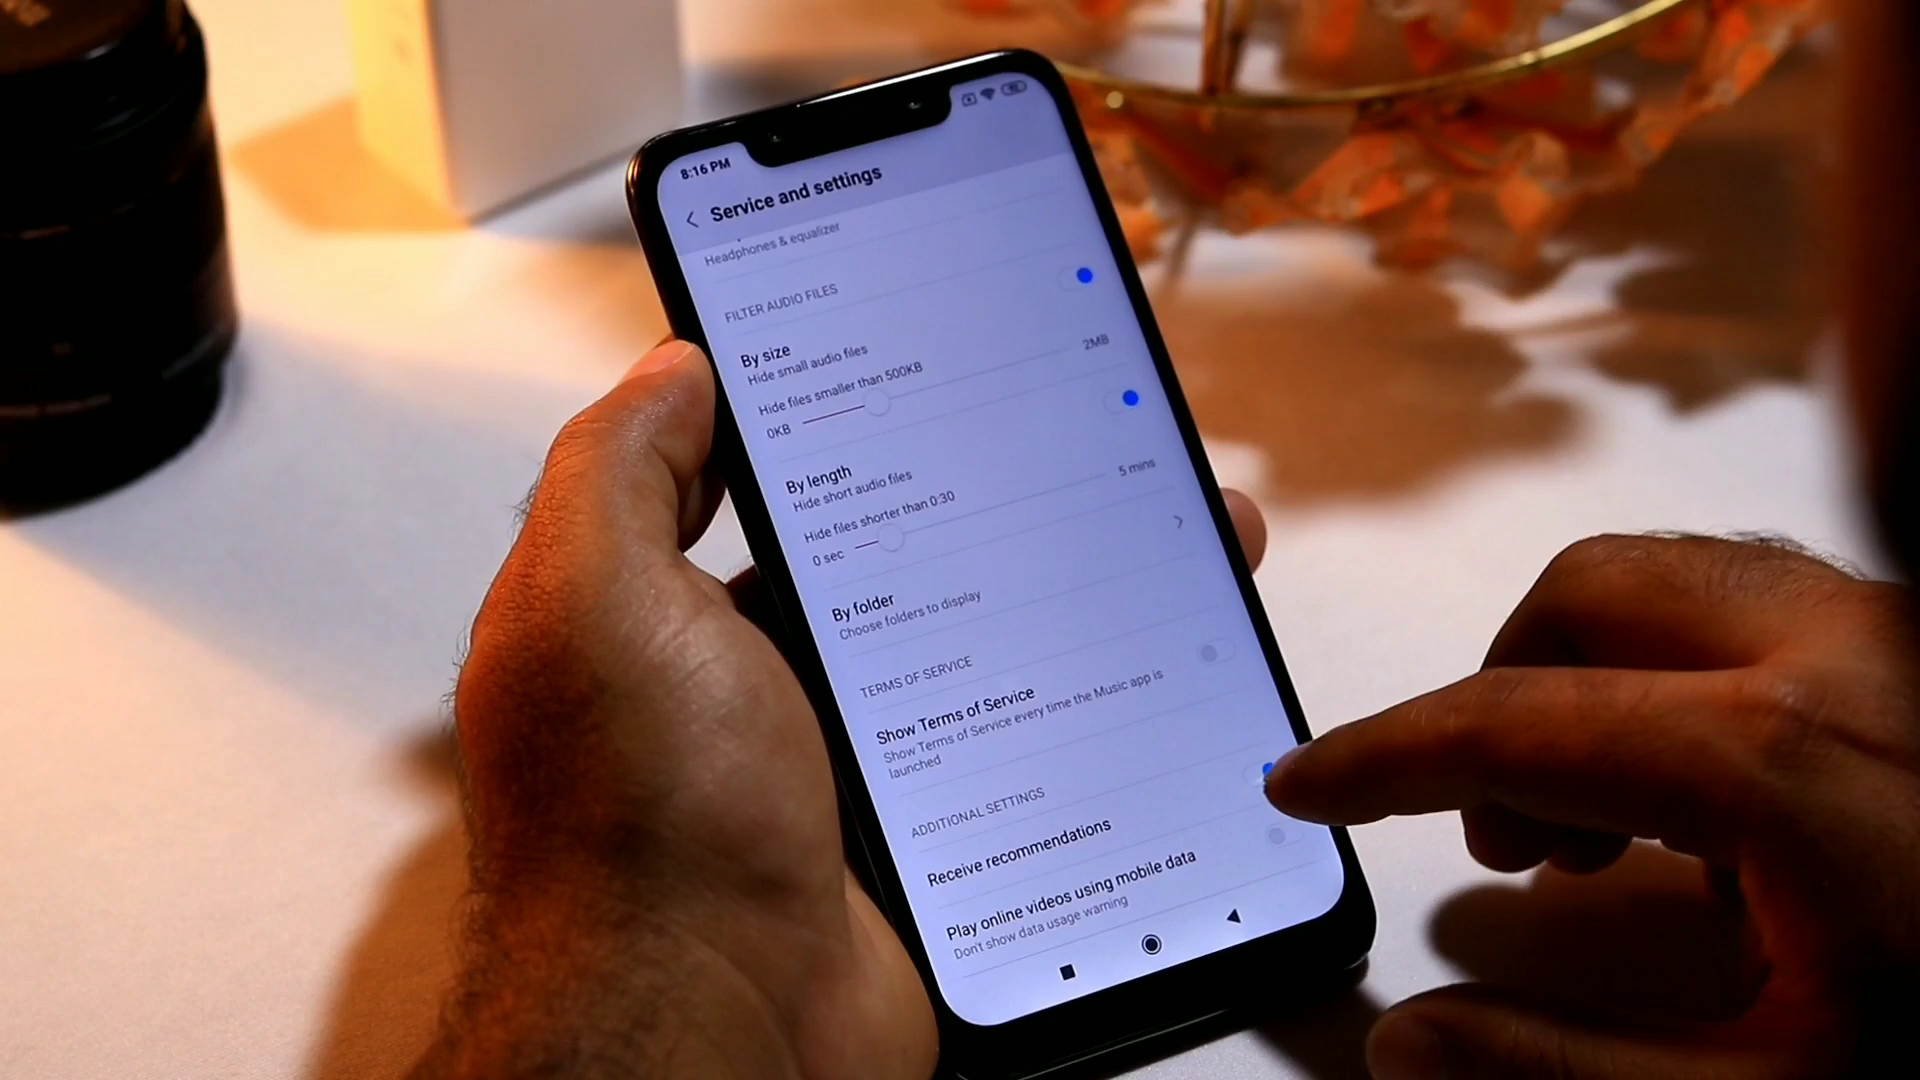 8:16 PM
Service and settings
Headphones & equalizer
FILTER AUDIO FILES
By size
Hide small audio files
Hide files smaller than 500KB
0KB
2MB
By length
Hide short audio files
Hide files shorter than 0:30
0 sec
5 mins
By folder
Choose folders to display
TERMS OF SERVICE
Show Terms of Service
Show Terms of Service every time the Music app is
launched
ADDITIONAL SETTINGS
Receive recommendations
Play online videos using mobile data
Don't show data usage warning